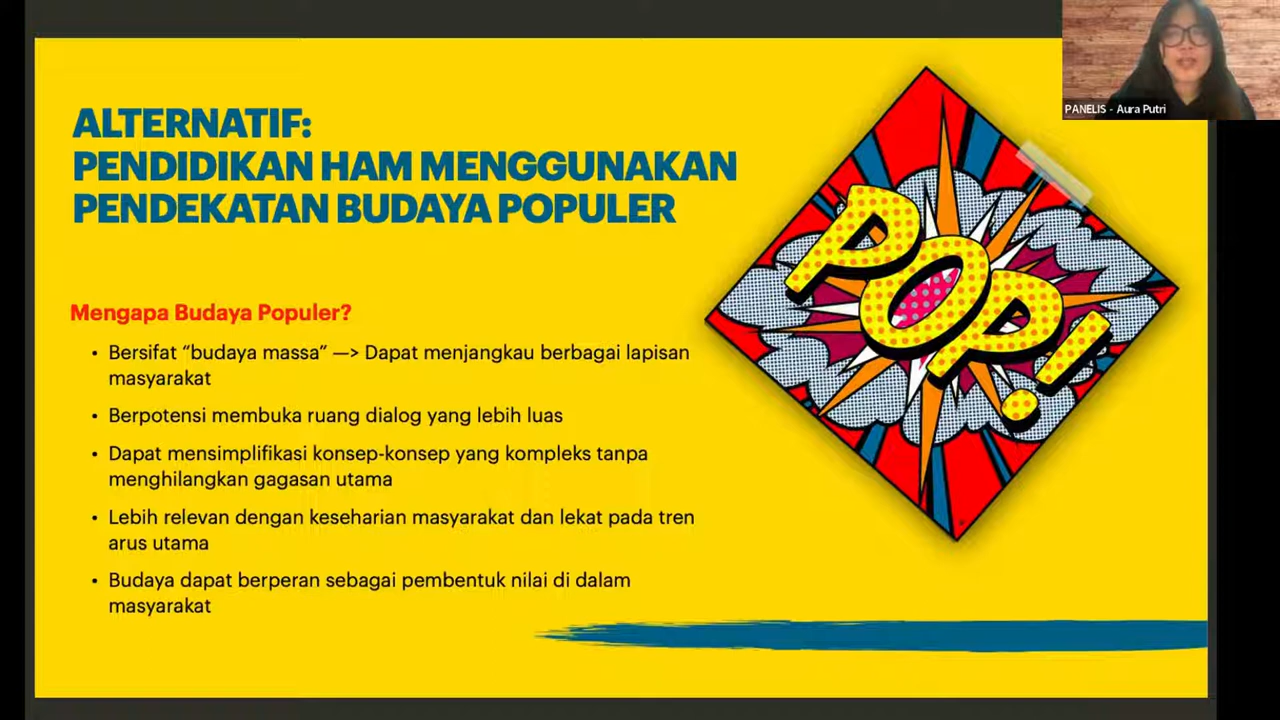 PANELIS - Aura Putri
ALTERNATIF:
PENDIDIKAN HAM MENGGUNAKAN
PENDEKATAN BUDAYA POPULER
POP!
Mengapa Budaya Populer?
• Bersifat “budaya massa” —> Dapat menjangkau berbagai lapisan
masyarakat
• Berpotensi membuka ruang dialog yang lebih luas
• Dapat mensimplifikasi konsep-konsep yang kompleks tanpa
menghilangkan gagasan utama
• Lebih relevan dengan keseharian masyarakat dan lekat pada tren
arus utama
• Budaya dapat berperan sebagai pembentuk nilai di dalam
masyarakat